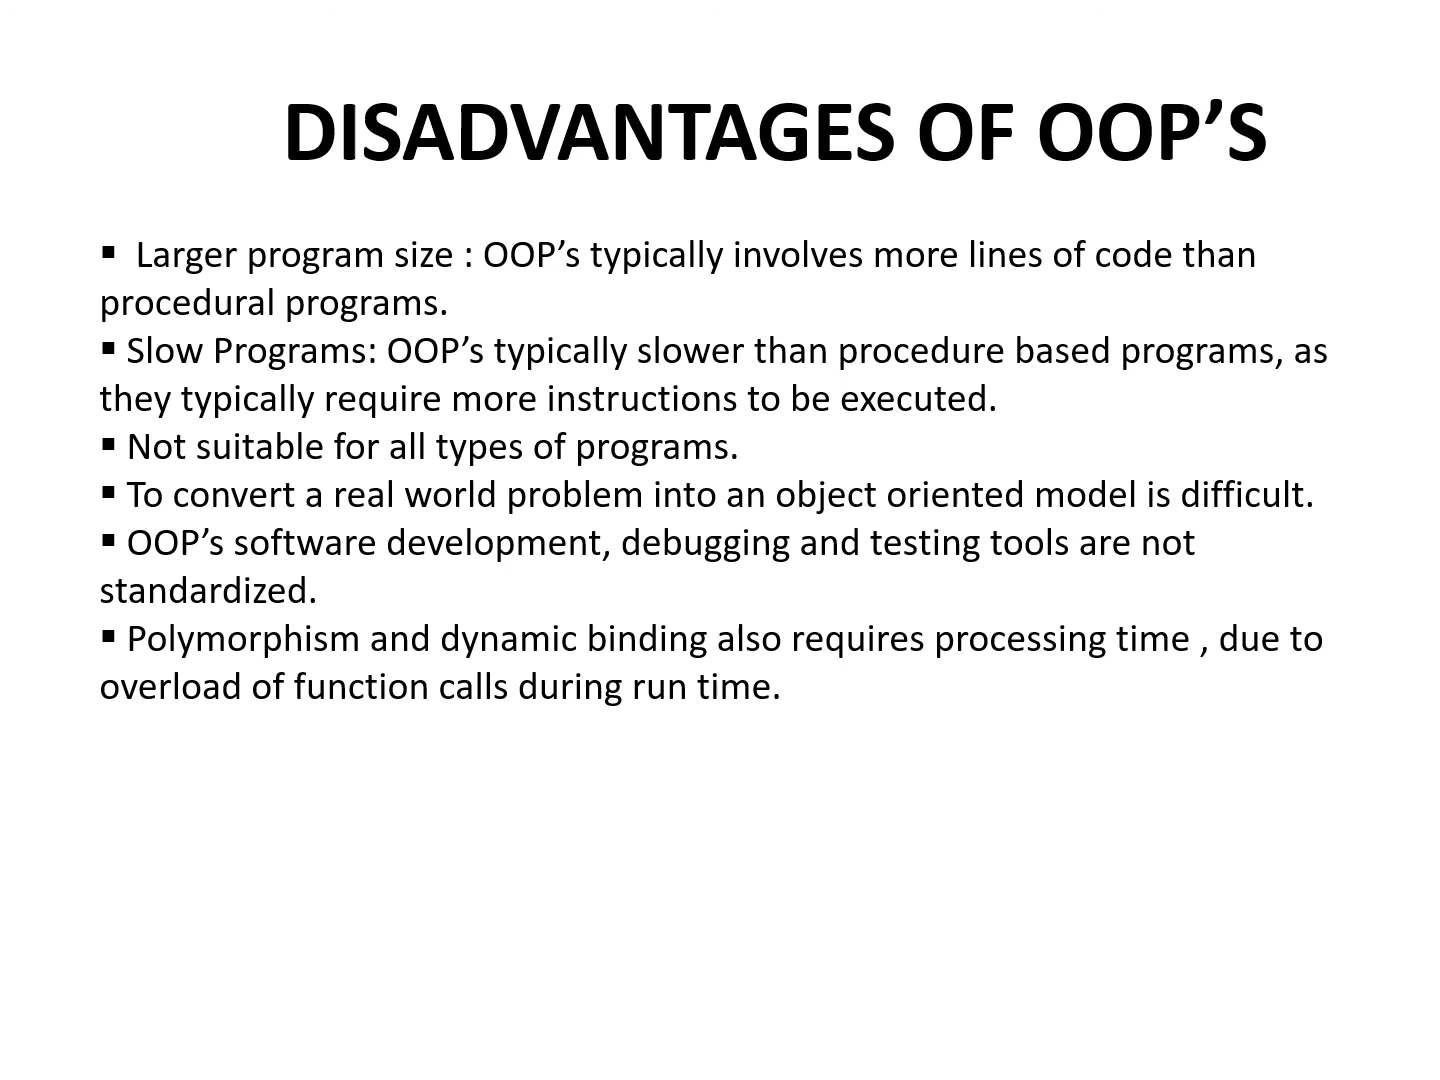 DISADVANTAGES OF OOP’S
▪ Larger program size : OOP’s typically involves more lines of code than
procedural programs.
▪ Slow Programs: OOP’s typically slower than procedure based programs, as
they typically require more instructions to be executed.
▪ Not suitable for all types of programs.
▪ To convert a real world problem into an object oriented model is difficult.
▪ OOP’s software development, debugging and testing tools are not
standardized.
▪ Polymorphism and dynamic binding also requires processing time , due to
overload of function calls during run time.